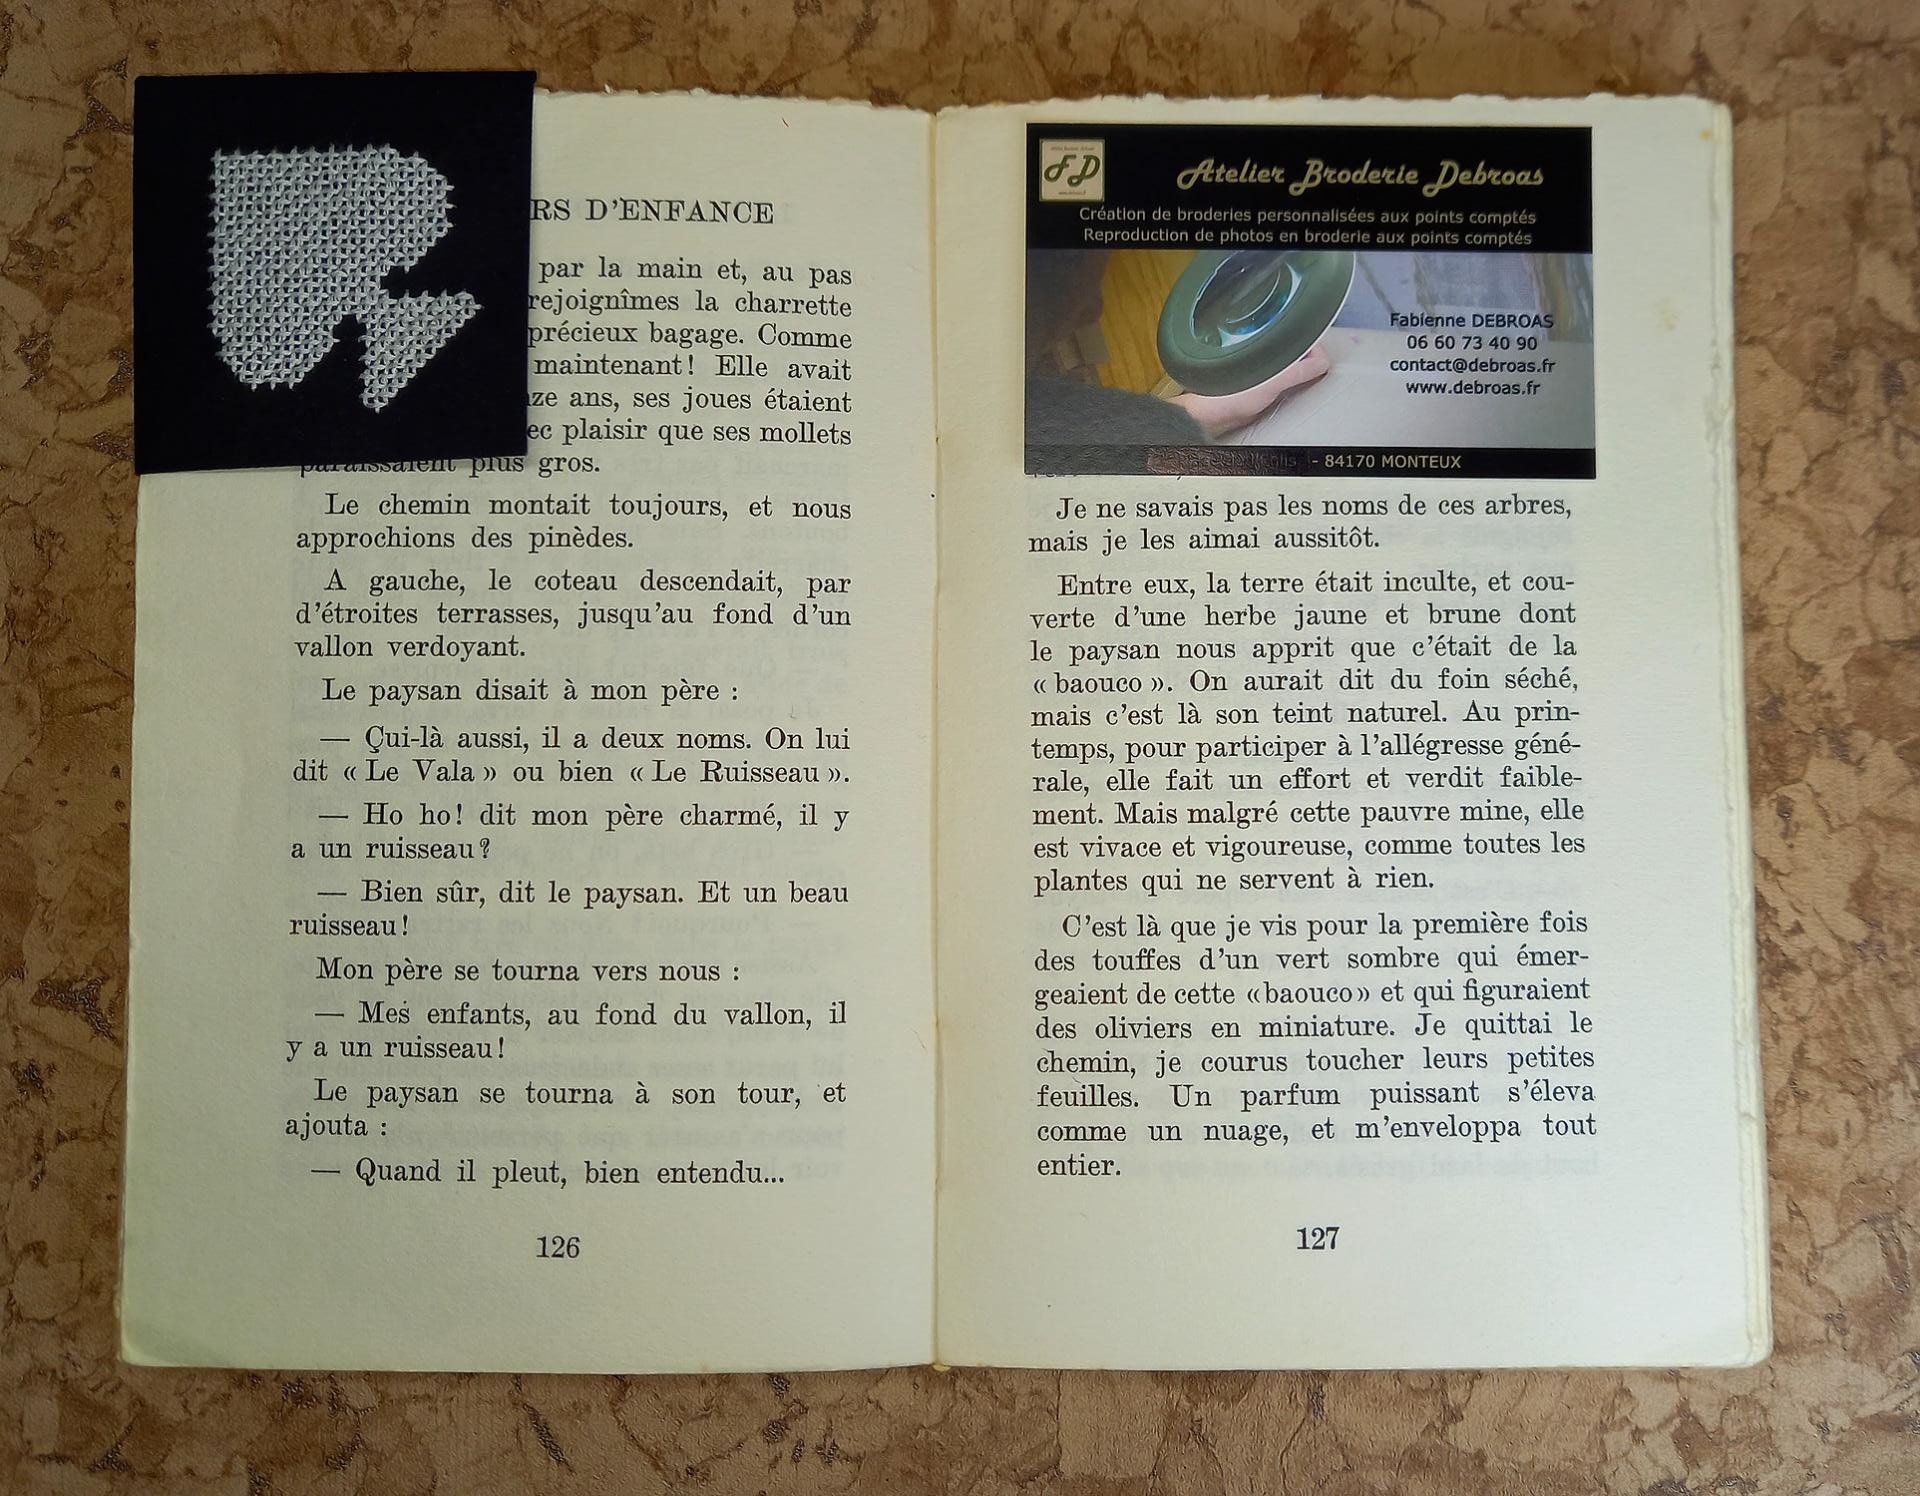 RS D'ENFANCE
par la main et, au pas
rejoignîmes la charrette
précieux bagage. Comme
maintenant! Elle avait
ze ans, ses joues étaient
ec plaisir que ses mollets
paraissaient plus gros.
Le chemin montait toujours, et nous
approchions des pinèdes.
A gauche, le coteau descendait, par
d'étroites terrasses, jusqu'au fond d'un
vallon verdoyant.
Le paysan disait à mon père :
— Çui-là aussi, il a deux noms. On lui
dit « Le Vala » ou bien « Le Ruisseau ».
— Ho ho! dit mon père charmé, il y
a un ruisseau?
— Bien sûr, dit le paysan. Et un beau
ruisseau!
Mon père se tourna vers nous :
— Mes enfants, au fond du vallon, il
y a un ruisseau!
Le paysan se tourna à son tour, et
ajouta :
— Quand il pleut, bien entendu...
126
FD
Atelier Broderie Debroas
Création de broderies personnalisées aux points comptés
Reproduction de photos en broderie aux points comptés
Fabienne DEBROAS
06 60 73 40 90
contact@debroas.fr
www.debroas.fr
- 84170 MONTEUX
Je ne savais pas les noms de ces arbres,
mais je les aimai aussitôt.
Entre eux, la terre était inculte, et cou-
verte d'une herbe jaune et brune dont
le paysan nous apprit que c'était de la
« baouco ». On aurait dit du foin séché,
mais c'est là son teint naturel. Au prin-
temps, pour participer à l'allégresse géné-
rale, elle fait un effort et verdit faible-
ment. Mais malgré cette pauvre mine, elle
est vivace et vigoureuse, comme toutes les
plantes qui ne servent à rien.
C'est là que je vis pour la première fois
des touffes d'un vert sombre qui émer-
geaient de cette «baouco» et qui figuraient
des oliviers en miniature. Je quittai le
chemin, je courus toucher leurs petites
feuilles. Un parfum puissant s'éleva
comme un nuage, et m'enveloppa tout
entier.
127